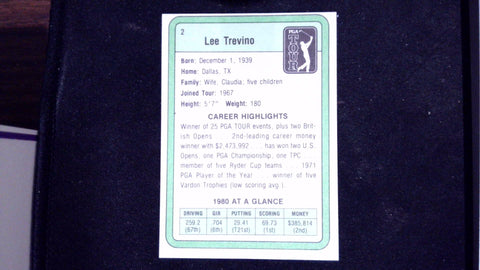 2
Lee Trevino
PGA
TOUR
Born: December 1, 1939
Home: Dallas, TX
Family: Wife, Claudia; five children
Joined Tour: 1967
Height: 5'7" Weight: 180
CAREER HIGHLIGHTS
Winner of 25 PGA TOUR events, plus two Brit-
ish Opens . . . 2nd-leading career money
winner with $2,473,992 . . . has won two U.S.
Opens, one PGA Championship, one TPC . . .
member of five Ryder Cup teams . . . 1971
PGA Player of the Year . . . winner of five
Vardon Trophies (low scoring avg.).
1980 AT A GLANCE
DRIVING GIR PUTTING SCORING MONEY
259.2 704 29.41 69.73 $385,814
(67th) (6th) (T21st) (1st) (2nd)